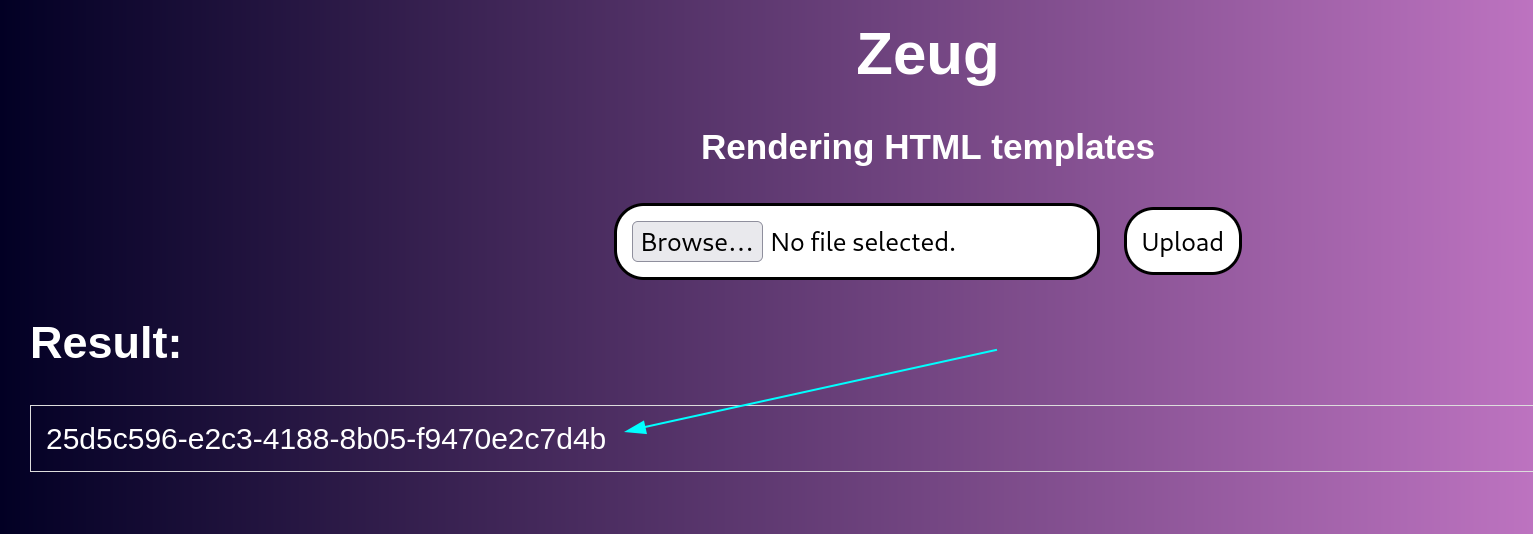 Zeug
Rendering HTML templates
Browse... No file selected. Upload
Result:
25d5c596-e2c3-4188-8b05-f9470e2c7d4b